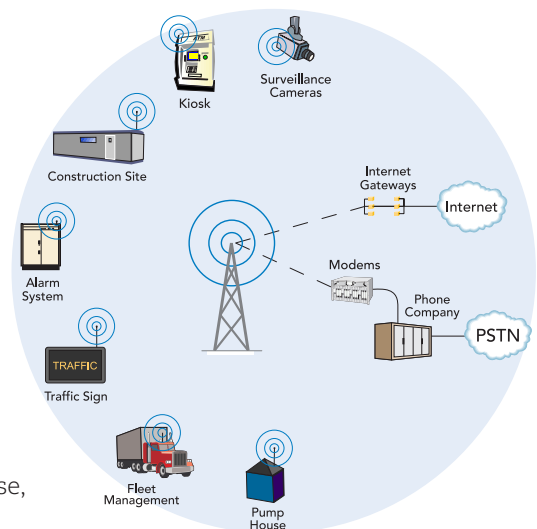 ATM
Kiosk
Surveillance
Cameras
Construction Site
Internet
Gateways
Internet
Alarm
System
Modems
Phone
Company
PSTN
TRAFFIC
Traffic Sign
Fleet
Management
Pump
House
se,